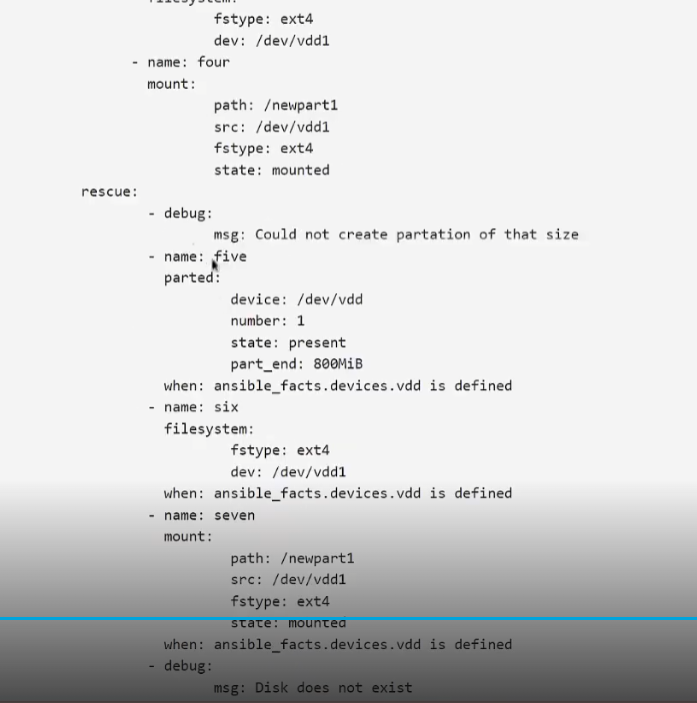 filesystem:
fstype: ext4
dev: /dev/vdd1
- name: four
mount:
path: /newpart1
src: /dev/vdd1
fstype: ext4
state: mounted
rescue:
- debug:
msg: Could not create partation of that size
- name: five
parted:
device: /dev/vdd
number: 1
state: present
part_end: 800MiB
when: ansible_facts.devices.vdd is defined
- name: six
filesystem:
fstype: ext4
dev: /dev/vdd1
when: ansible_facts.devices.vdd is defined
- name: seven
mount:
path: /newpart1
src: /dev/vdd1
fstype: ext4
state: mounted
when: ansible_facts.devices.vdd is defined
- debug:
msg: Disk does not exist